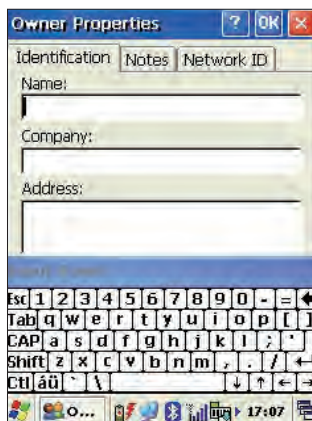 Owner Properties ? OK ×
Identification Notes Network ID
Name:
Company:
Address:
Esc 1 2 3 4 5 6 7 8 9 0 - = 
Tab q w e r t y u i o p [ ]
CAP a s d f g h j k l ; '
Shift z x c v b n m , . / ←
Ctl áü ` \ ↓ ↑ ← →
O... 17:07